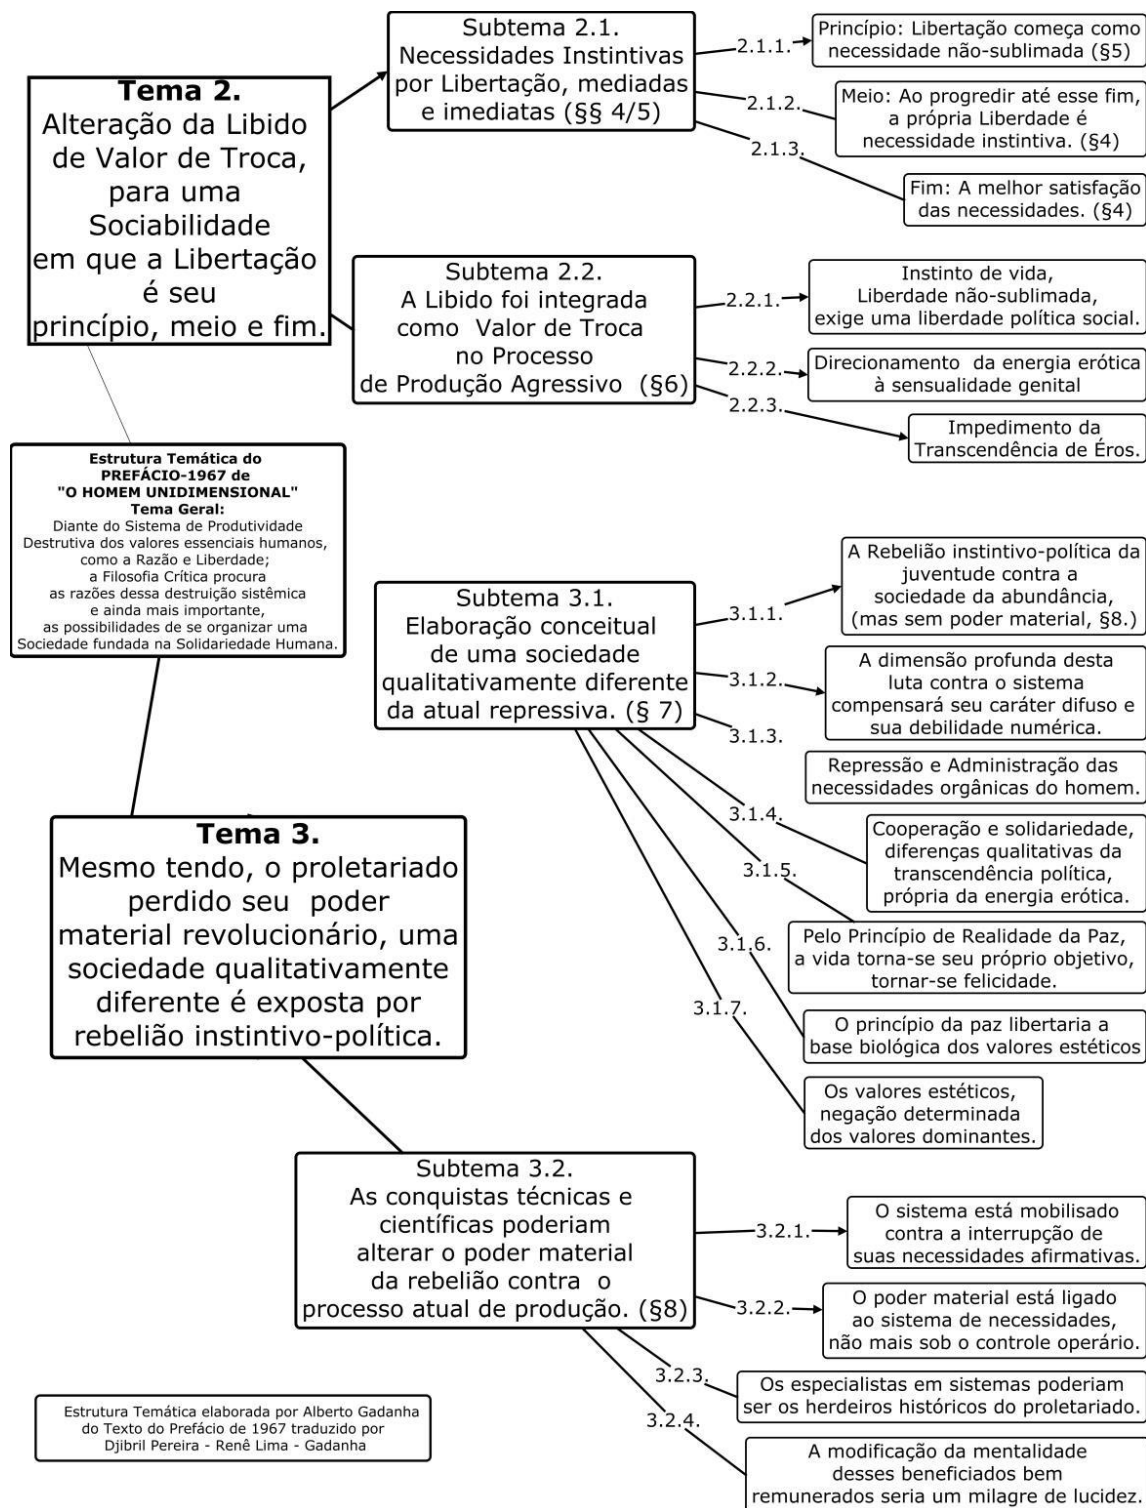 Tema 2.
Alteração da Libido
de Valor de Troca,
para uma
Sociabilidade
em que a Libertação
é seu
princípio, meio e fim.
Subtema 2.1.
Necessidades Instintivas
por Libertação, mediadas
e imediatas (§§ 4/5)
2.1.1.
Princípio: Libertação começa como
necessidade não-sublimada (§5)
2.1.2.
Meio: Ao progredir até esse fim,
a própria Liberdade é
necessidade instintiva. (§4)
2.1.3.
Fim: A melhor satisfação
das necessidades. (§4)
Subtema 2.2.
A Libido foi integrada
como Valor de Troca
no Processo
de Produção Agressivo (§6)
2.2.1.
Instinto de vida,
Liberdade não-sublimada,
exige uma liberdade política social.
2.2.2.
Direcionamento da energia erótica
à sensualidade genital
2.2.3.
Impedimento da
Transcendência de Éros.
Estrutura Temática do
PREFÁCIO-1967 de
"O HOMEM UNIDIMENSIONAL"
Tema Geral:
Diante do Sistema de Produtividade
Destrutiva dos valores essenciais humanos,
como a Razão e Liberdade;
a Filosofia Crítica procura
as razões dessa destruição sistêmica
e ainda mais importante,
as possibilidades de se organizar uma
Sociedade fundada na Solidariedade Humana.
Tema 3.
Mesmo tendo, o proletariado
perdido seu poder
material revolucionário, uma
sociedade qualitativamente
diferente é exposta por
rebelião instintivo-política.
Subtema 3.1.
Elaboração conceitual
de uma sociedade
qualitativamente diferente
da atual repressiva. (§ 7)
3.1.1.
A Rebelião instintivo-política da
juventude contra a
sociedade da abundância,
(mas sem poder material, §8.)
3.1.2.
A dimensão profunda desta
luta contra o sistema
compensará seu caráter difuso e
sua debilidade numérica.
3.1.3.
Repressão e Administração das
necessidades orgânicas do homem.
3.1.4.
Cooperação e solidariedade,
diferenças qualitativas da
transcendência política,
própria da energia erótica.
3.1.5.
Pelo Princípio de Realidade da Paz,
a vida torna-se seu próprio objetivo,
tornar-se felicidade.
3.1.6.
O princípio da paz libertaria a
base biológica dos valores estéticos
3.1.7.
Os valores estéticos,
negação determinada
dos valores dominantes.
Subtema 3.2.
As conquistas técnicas e
científicas poderiam
alterar o poder material
da rebelião contra o
processo atual de produção. (§8)
3.2.1.
O sistema está mobilisado
contra a interrupção de
suas necessidades afirmativas.
3.2.2.
O poder material está ligado
ao sistema de necessidades,
não mais sob o controle operário.
3.2.3.
Os especialistas em sistemas poderiam
ser os herdeiros históricos do proletariado.
3.2.4.
A modificação da mentalidade
desses beneficiados bem
remunerados seria um milagre de lucidez.
Estrutura Temática elaborada por Alberto Gadanha
do Texto do Prefácio de 1967 traduzido por
Djibril Pereira - Renê Lima - Gadanha